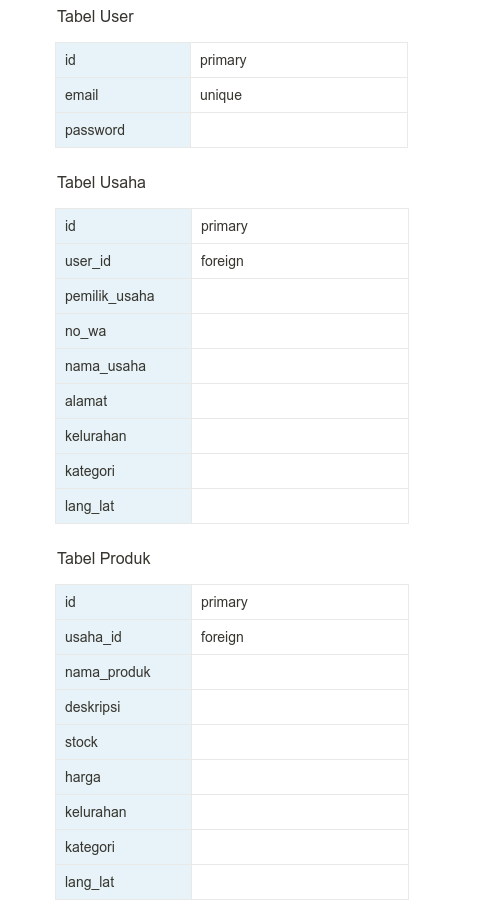 Tabel User
id primary
email unique
password
Tabel Usaha
id primary
user_id foreign
pemilik_usaha
no_wa
nama_usaha
alamat
kelurahan
kategori
lang_lat
Tabel Produk
id primary
usaha_id foreign
nama_produk
deskripsi
stock
harga
kelurahan
kategori
lang_lat